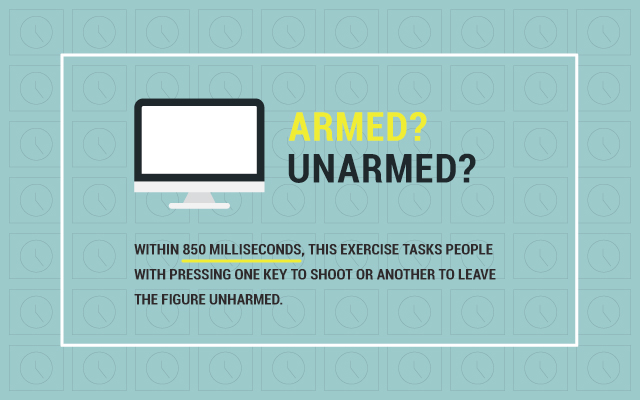 ARMED?
UNARMED?
WITHIN 850 MILLISECONDS, THIS EXERCISE TASKS PEOPLE
WITH PRESSING ONE KEY TO SHOOT OR ANOTHER TO LEAVE
THE FIGURE UNHARMED.